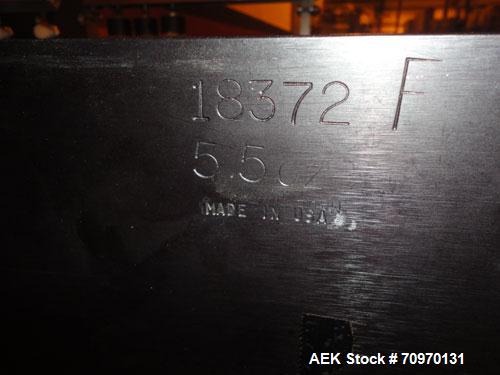 18372 F
MADE IN USA
AEK Stock # 70970131